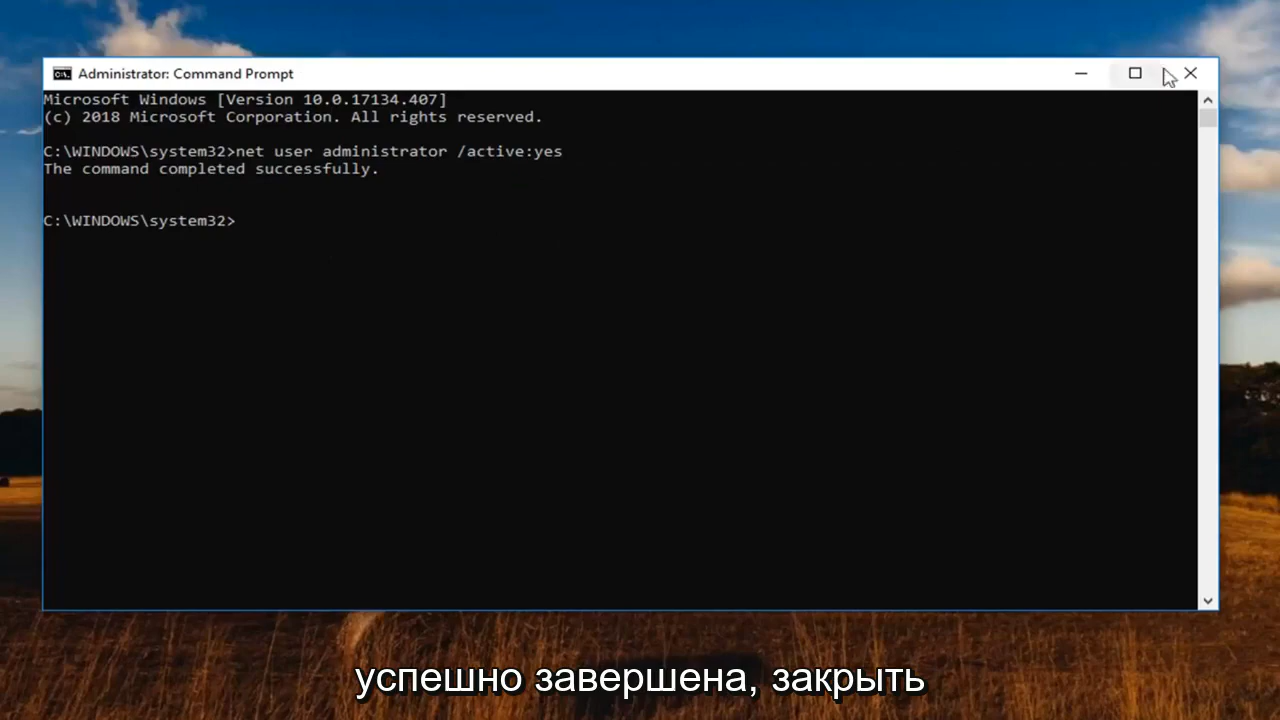 Administrator: Command Prompt
Microsoft Windows [Version 10.0.17134.407]
(c) 2018 Microsoft Corporation. All rights reserved.
C:\WINDOWS\system32>net user administrator /active:yes
The command completed successfully.
C:\WINDOWS\system32>
успешно завершена, закрыть